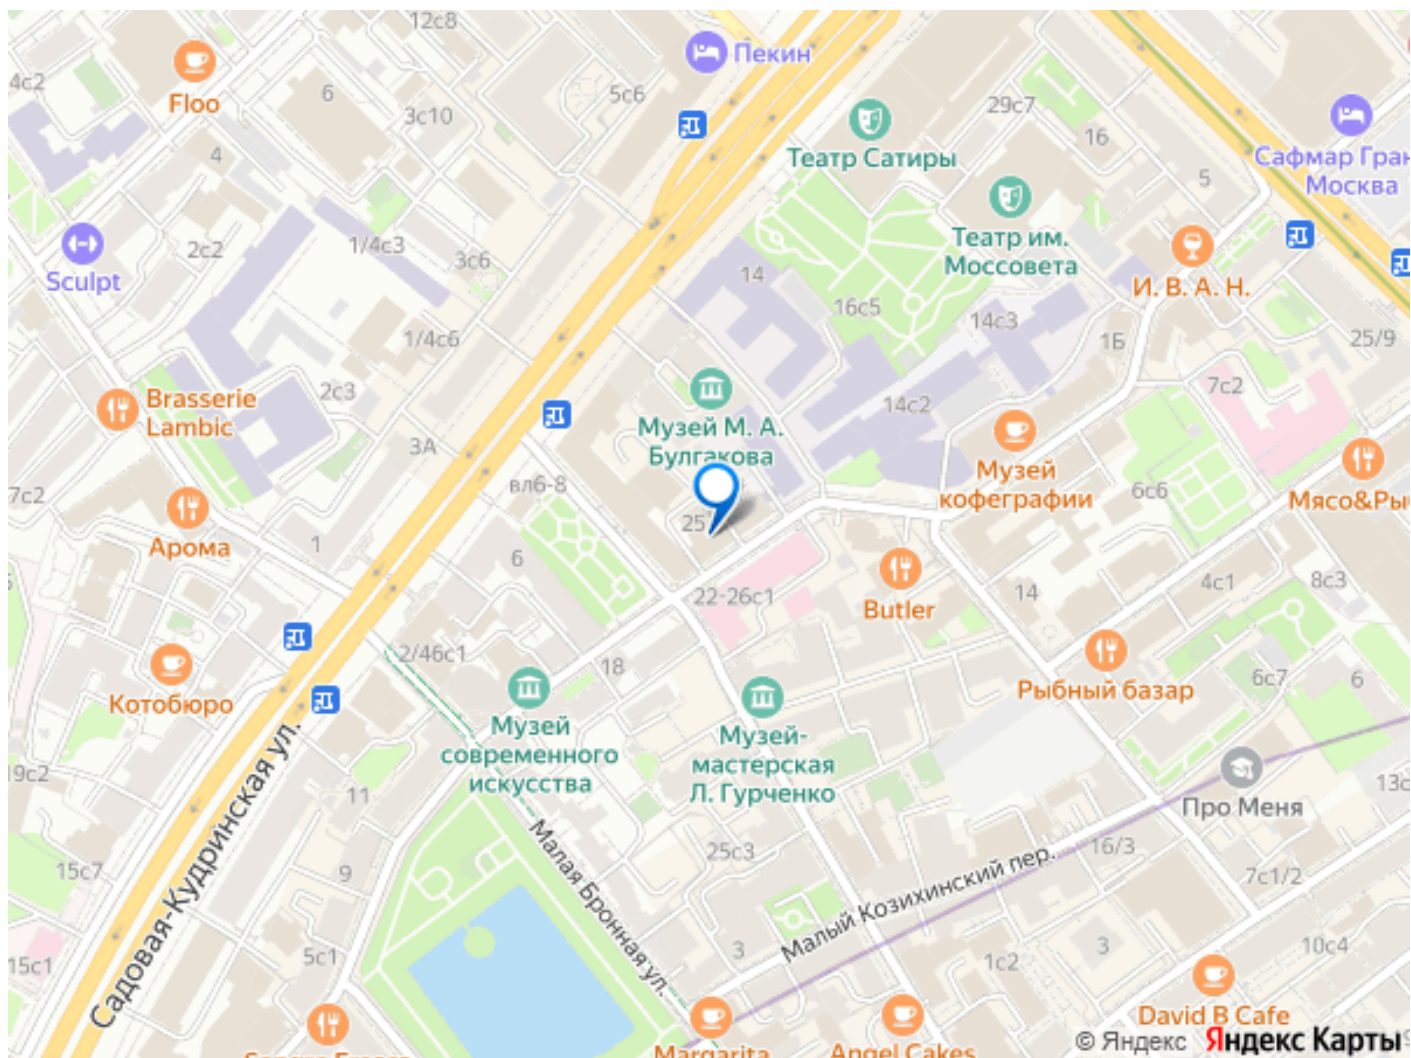 12с8
Пекин
4с2
Floo
6
3с10
5с6
29с7
16
Театр Сатиры
Сафмар Гран
Москва
4
5
Sculpt
2с2
1/4с3
3с6
14
Театр им.
Моссовета
И. В. А. Н.
16с5
14с3
1/4с6
1Б
25/9
Brasserie
Lambic
2с3
3А
Музей М. А.
Булгакова
14с2
7с2
Музей
кофеграфии
7с2
вл6-8
25
6с6
Мясо&Ры
Арома
1
6
22-26с1
Butler
14
4с1
8с3
2/46с1
18
Котобюро
Рыбный базар
6с7
6
Музей
современного
искусства
Музей-
мастерская
Л. Гурченко
19с2
11
Про Меня
13с
Садовая-Кудринская ул.
Малая Бронная ул.
25с3
16/3
15с7
9
7с1/2
Малый Козихинский пер.
15с1
5с1
3
1с2
3
10с4
David B Cafe
Margarita
Angel Cakes
© Яндекс Яндекс Карты